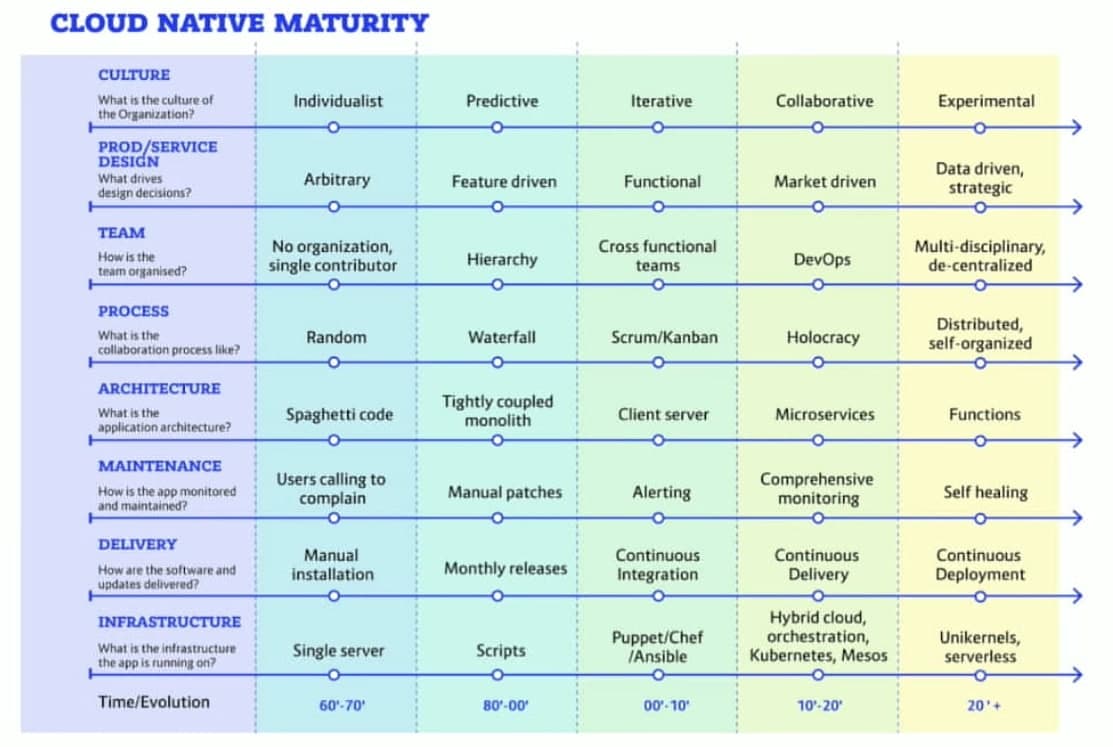 CLOUD NATIVE MATURITY
CULTURE
What is the culture of
the Organization?
Individualist
Predictive
Iterative
Collaborative
Experimental
PROD/SERVICE
DESIGN
What drives
design decisions?
Arbitrary
Feature driven
Functional
Market driven
Data driven,
strategic
TEAM
How is the
team organised?
No organization,
single contributor
Hierarchy
Cross functional
teams
DevOps
Multi-disciplinary,
de-centralized
PROCESS
What is the
collaboration process like?
Random
Waterfall
Scrum/Kanban
Holocracy
Distributed,
self-organized
ARCHITECTURE
What is the
application architecture?
Spaghetti code
Tightly coupled
monolith
Client server
Microservices
Functions
MAINTENANCE
How is the app monitored
and maintained?
Users calling to
complain
Manual patches
Alerting
Comprehensive
monitoring
Self healing
DELIVERY
How are the software and
updates delivered?
Manual
installation
Monthly releases
Continuous
Integration
Continuous
Delivery
Continuous
Deployment
INFRASTRUCTURE
What is the infrastructure
the app is running on?
Single server
Scripts
Puppet/Chef
/Ansible
Hybrid cloud,
orchestration,
Kubernetes, Mesos
Unikernels,
serverless
Time/Evolution
60'-70'
80'-00'
00'-10'
10'-20'
20'+